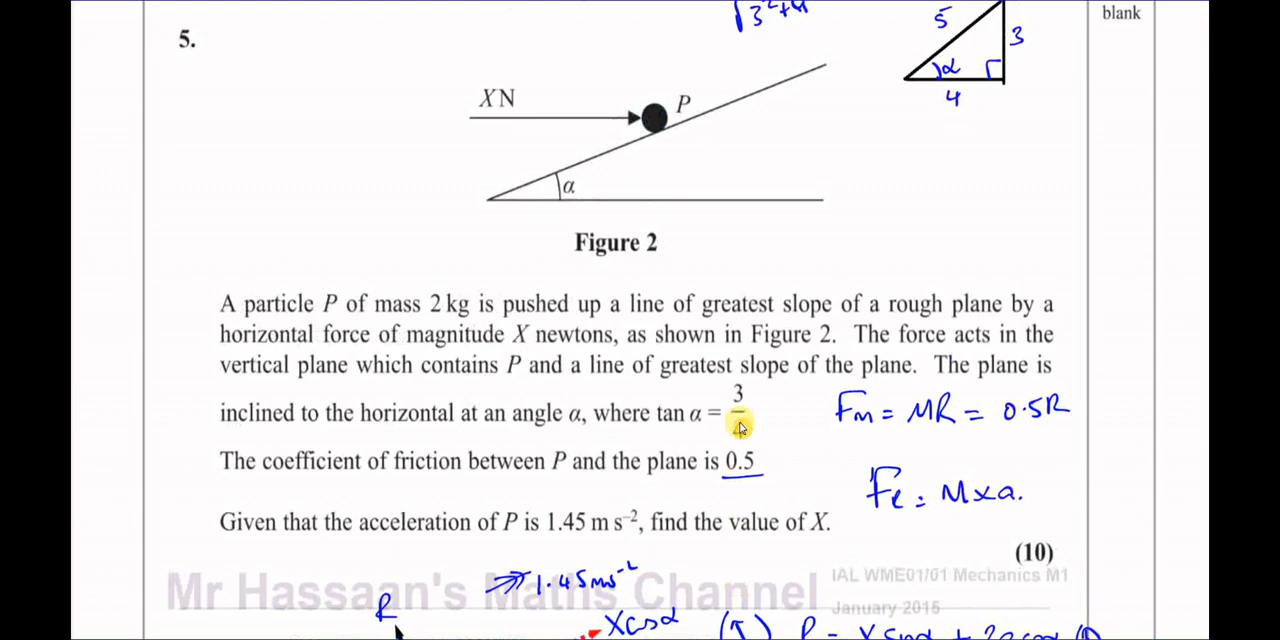 √3²+4
blank
5.
5
3
α
4
X N
P
α
Figure 2
A particle P of mass 2 kg is pushed up a line of greatest slope of a rough plane by a
horizontal force of magnitude X newtons, as shown in Figure 2. The force acts in the
vertical plane which contains P and a line of greatest slope of the plane. The plane is
inclined to the horizontal at an angle α, where tan α = 3/4
Fm = MR = 0.5R
The coefficient of friction between P and the plane is 0.5
M×a.
Given that the acceleration of P is 1.45 m s⁻², find the value of X.
(10)
Mr Hassaan's Maths Channel
IAL WME01/01 Mechanics M1
January 2015
1.45ms⁻²
R
Xcosα
(↑)